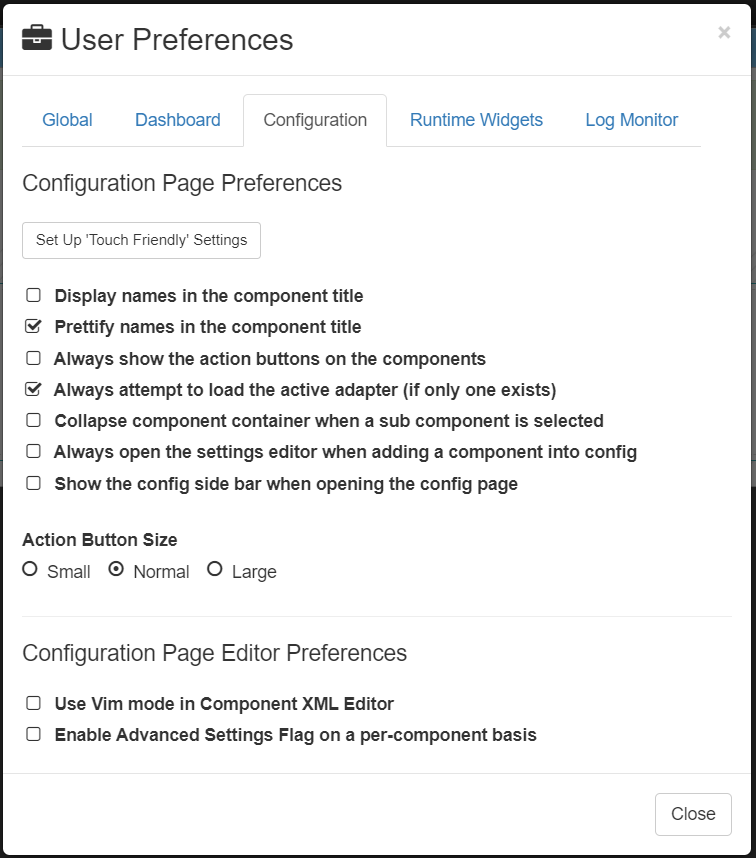 User Preferences
×
Global Dashboard Configuration Runtime Widgets Log Monitor
Configuration Page Preferences
Set Up 'Touch Friendly' Settings
Display names in the component title
Prettify names in the component title
Always show the action buttons on the components
Always attempt to load the active adapter (if only one exists)
Collapse component container when a sub component is selected
Always open the settings editor when adding a component into config
Show the config side bar when opening the config page
Action Button Size
Small Normal Large
Configuration Page Editor Preferences
Use Vim mode in Component XML Editor
Enable Advanced Settings Flag on a per-component basis
Close